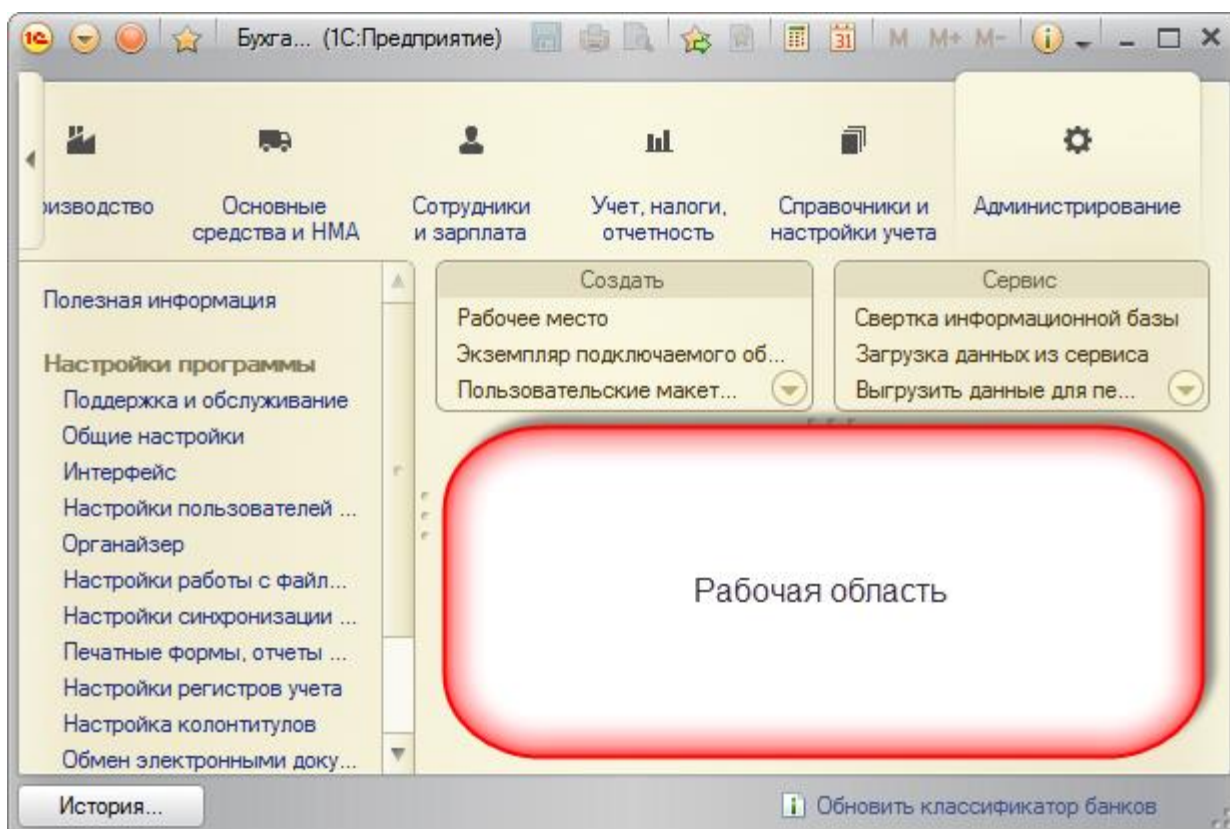 1С Бухга... (1С:Предприятие) 31 M M+ M-
изводство
Основные
средства и НМА
Сотрудники
и зарплата
Учет, налоги,
отчетность
Справочники и
настройки учета
Администрирование
Полезная информация
Настройки программы
Поддержка и обслуживание
Общие настройки
Интерфейс
Настройки пользователей ...
Органайзер
Настройки работы с файл...
Настройки синхронизации ...
Печатные формы, отчеты ...
Настройки регистров учета
Настройка колонтитулов
Обмен электронными доку...
Создать
Рабочее место
Экземпляр подключаемого об...
Пользовательские макет...
Сервис
Свертка информационной базы
Загрузка данных из сервиса
Выгрузить данные для пе...
Рабочая область
История...
Обновить классификатор банков